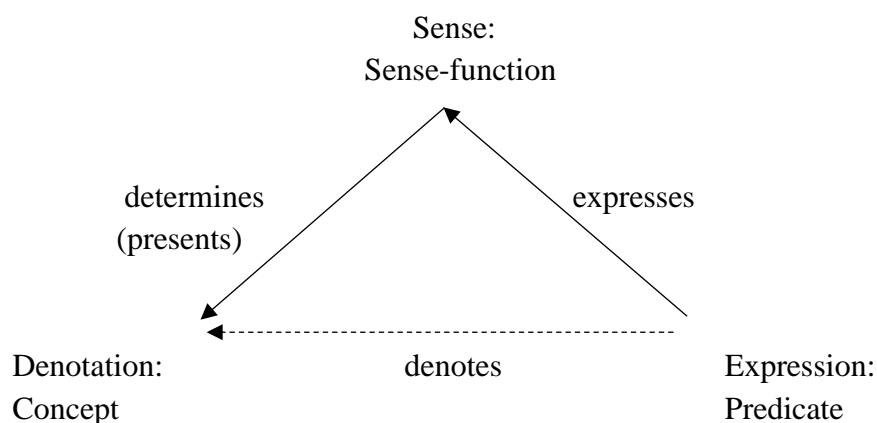 Sense:
Sense-function
determines
(presents)
expresses
Denotation:
Concept
denotes
Expression:
Predicate